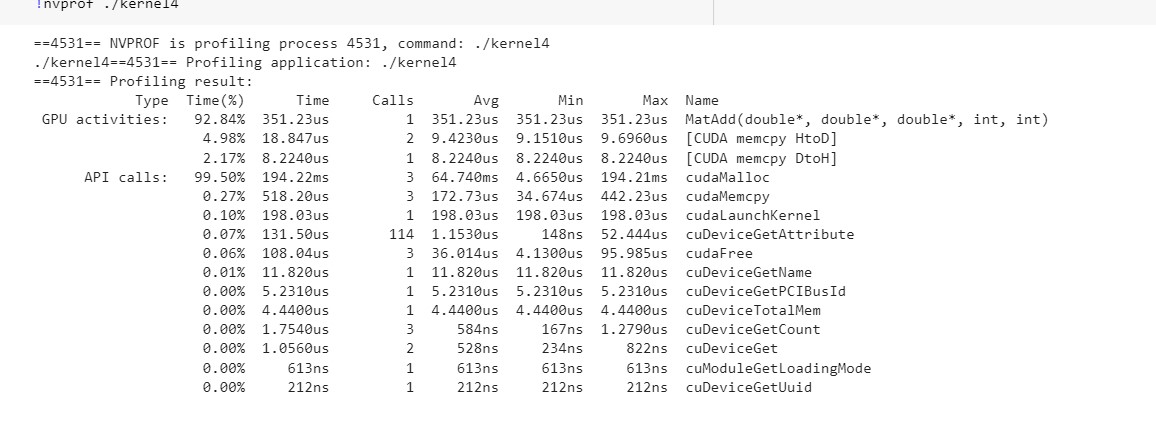 !nvprof ./kernel4
==4531== NVPROF is profiling process 4531, command: ./kernel4
./kernel4==4531== Profiling application: ./kernel4
==4531== Profiling result:
Type Time(%) Time Calls Avg Min Max Name
GPU activities: 92.84% 351.23us 1 351.23us 351.23us 351.23us MatAdd(double*, double*, double*, int, int)
4.98% 18.847us 2 9.4230us 9.1510us 9.6960us [CUDA memcpy HtoD]
2.17% 8.2240us 1 8.2240us 8.2240us 8.2240us [CUDA memcpy DtoH]
API calls: 99.50% 194.22ms 3 64.740ms 4.6650us 194.21ms cudaMalloc
0.27% 518.20us 3 172.73us 34.674us 442.23us cudaMemcpy
0.10% 198.03us 1 198.03us 198.03us 198.03us cudaLaunchKernel
0.07% 131.50us 114 1.1530us 148ns 52.444us cuDeviceGetAttribute
0.06% 108.04us 3 36.014us 4.1300us 95.985us cudaFree
0.01% 11.820us 1 11.820us 11.820us 11.820us cuDeviceGetName
0.00% 5.2310us 1 5.2310us 5.2310us 5.2310us cuDeviceGetPCIBusId
0.00% 4.4400us 1 4.4400us 4.4400us 4.4400us cuDeviceTotalMem
0.00% 1.7540us 3 584ns 167ns 1.2790us cuDeviceGetCount
0.00% 1.0560us 2 528ns 234ns 822ns cuDeviceGet
0.00% 613ns 1 613ns 613ns 613ns cuModuleGetLoadingMode
0.00% 212ns 1 212ns 212ns 212ns cuDeviceGetUuid